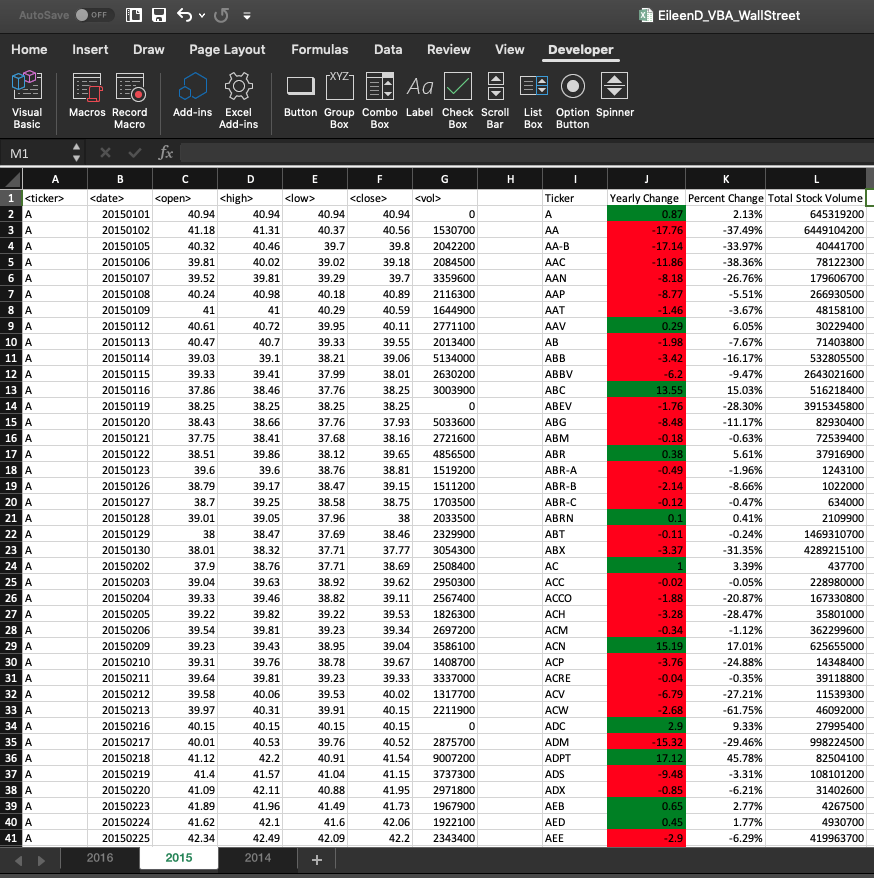 AutoSave OFF EileenD_VBA_WallStreet
Home Insert Draw Page Layout Formulas Data Review View Developer
XYZ Aa
Visual Basic Macros Record Macro Add-ins Excel Add-ins Button Group Box Combo Box Label Check Box Scroll Bar List Box Option Button Spinner
M1 fx
A B C D E F G H I J K L
1 <ticker> <date> <open> <high> <low> <close> <vol> Ticker Yearly Change Percent Change Total Stock Volume
2 A 20150101 40.94 40.94 40.94 40.94 0 A 0.87 2.13% 645319200
3 A 20150102 41.18 41.31 40.37 40.56 1530700 AA -17.76 -37.49% 6449104200
4 A 20150105 40.32 40.46 39.7 39.8 2042200 AA-B -17.14 -33.97% 40441700
5 A 20150106 39.81 40.02 39.02 39.18 2084500 AAC -11.86 -38.36% 78122300
6 A 20150107 39.52 39.81 39.29 39.7 3359600 AAN -8.18 -26.76% 179606700
7 A 20150108 40.24 40.98 40.18 40.89 2116300 AAP -8.77 -5.51% 266930500
8 A 20150109 41 41 40.29 40.59 1644900 AAT -1.46 -3.67% 48158100
9 A 20150112 40.61 40.72 39.95 40.11 2771100 AAV 0.29 6.05% 30229400
10 A 20150113 40.47 40.7 39.33 39.55 2013400 AB -1.98 -7.67% 71403800
11 A 20150114 39.03 39.1 38.21 39.06 5134000 ABB -3.42 -16.17% 532805500
12 A 20150115 39.33 39.41 37.99 38.01 2630200 ABBV -6.2 -9.47% 2643021600
13 A 20150116 37.86 38.46 37.76 38.25 3003900 ABC 13.55 15.03% 516218400
14 A 20150119 38.25 38.25 38.25 38.25 0 ABEV -1.76 -28.30% 3915345800
15 A 20150120 38.43 38.66 37.76 37.93 5033600 ABG -8.48 -11.17% 82930400
16 A 20150121 37.75 38.41 37.68 38.16 2721600 ABM -0.18 -0.63% 72539400
17 A 20150122 38.51 39.86 38.12 39.65 4856500 ABR 0.38 5.61% 37916900
18 A 20150123 39.6 39.6 38.76 38.81 1519200 ABR-A -0.49 -1.96% 1243100
19 A 20150126 38.79 39.17 38.47 39.15 1511200 ABR-B -2.14 -8.66% 1022000
20 A 20150127 38.7 39.25 38.58 38.75 1703500 ABR-C -0.12 -0.47% 634000
21 A 20150128 39.01 39.05 37.96 38 2033500 ABRN 0.1 0.41% 2109900
22 A 20150129 38 38.47 37.69 38.46 2329900 ABT -0.11 -0.24% 1469310700
23 A 20150130 38.01 38.32 37.71 37.77 3054300 ABX -3.37 -31.35% 4289215100
24 A 20150202 37.9 38.76 37.71 38.69 2508400 AC 1 3.39% 437700
25 A 20150203 39.04 39.63 38.92 39.62 2950300 ACC -0.02 -0.05% 228980000
26 A 20150204 39.33 39.46 38.82 39.11 2567400 ACCO -1.88 -20.87% 167330800
27 A 20150205 39.22 39.82 39.22 39.53 1826300 ACH -3.28 -28.47% 35801000
28 A 20150206 39.54 39.81 39.23 39.34 2697200 ACM -0.34 -1.12% 362299600
29 A 20150209 39.23 39.43 38.95 39.04 3586100 ACN 15.19 17.01% 625655000
30 A 20150210 39.31 39.76 38.78 39.67 1408700 ACP -3.76 -24.88% 14348400
31 A 20150211 39.64 39.81 39.23 39.33 3337000 ACRE -0.04 -0.35% 39118800
32 A 20150212 39.58 40.06 39.53 40.02 1317700 ACV -6.79 -27.21% 11539300
33 A 20150213 39.97 40.31 39.91 40.15 2211900 ACW -2.68 -61.75% 46092000
34 A 20150216 40.15 40.15 40.15 40.15 0 ADC 2.9 9.33% 27995400
35 A 20150217 40.01 40.53 39.76 40.52 2875700 ADM -15.32 -29.46% 998224500
36 A 20150218 41.12 42.2 40.91 41.54 9007200 ADPT 17.12 45.78% 82504100
37 A 20150219 41.4 41.57 41.04 41.15 3737300 ADS -9.48 -3.31% 108101200
38 A 20150220 41.09 42.11 40.88 41.95 2971800 ADX -0.85 -6.21% 31402600
39 A 20150223 41.89 41.96 41.49 41.73 1967900 AEB 0.65 2.77% 4267500
40 A 20150224 41.62 42.1 41.6 42.06 1922100 AED 0.45 1.77% 4930700
41 A 20150225 42.34 42.49 42.09 42.2 2343400 AEE -2.9 -6.29% 419963700
2016 2015 2014 +